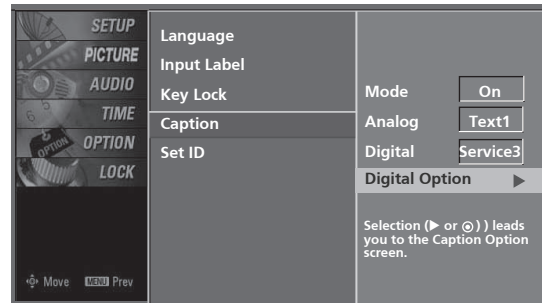 SETUP
PICTURE
AUDIO
TIME
OPTION
LOCK
Move MENU Prev
Language
Input Label
Key Lock
Caption
Set ID
Mode On
Analog Text1
Digital Service3
Digital Option ▶
Selection (▶ or ◉) ) leads
you to the Caption Option
screen.